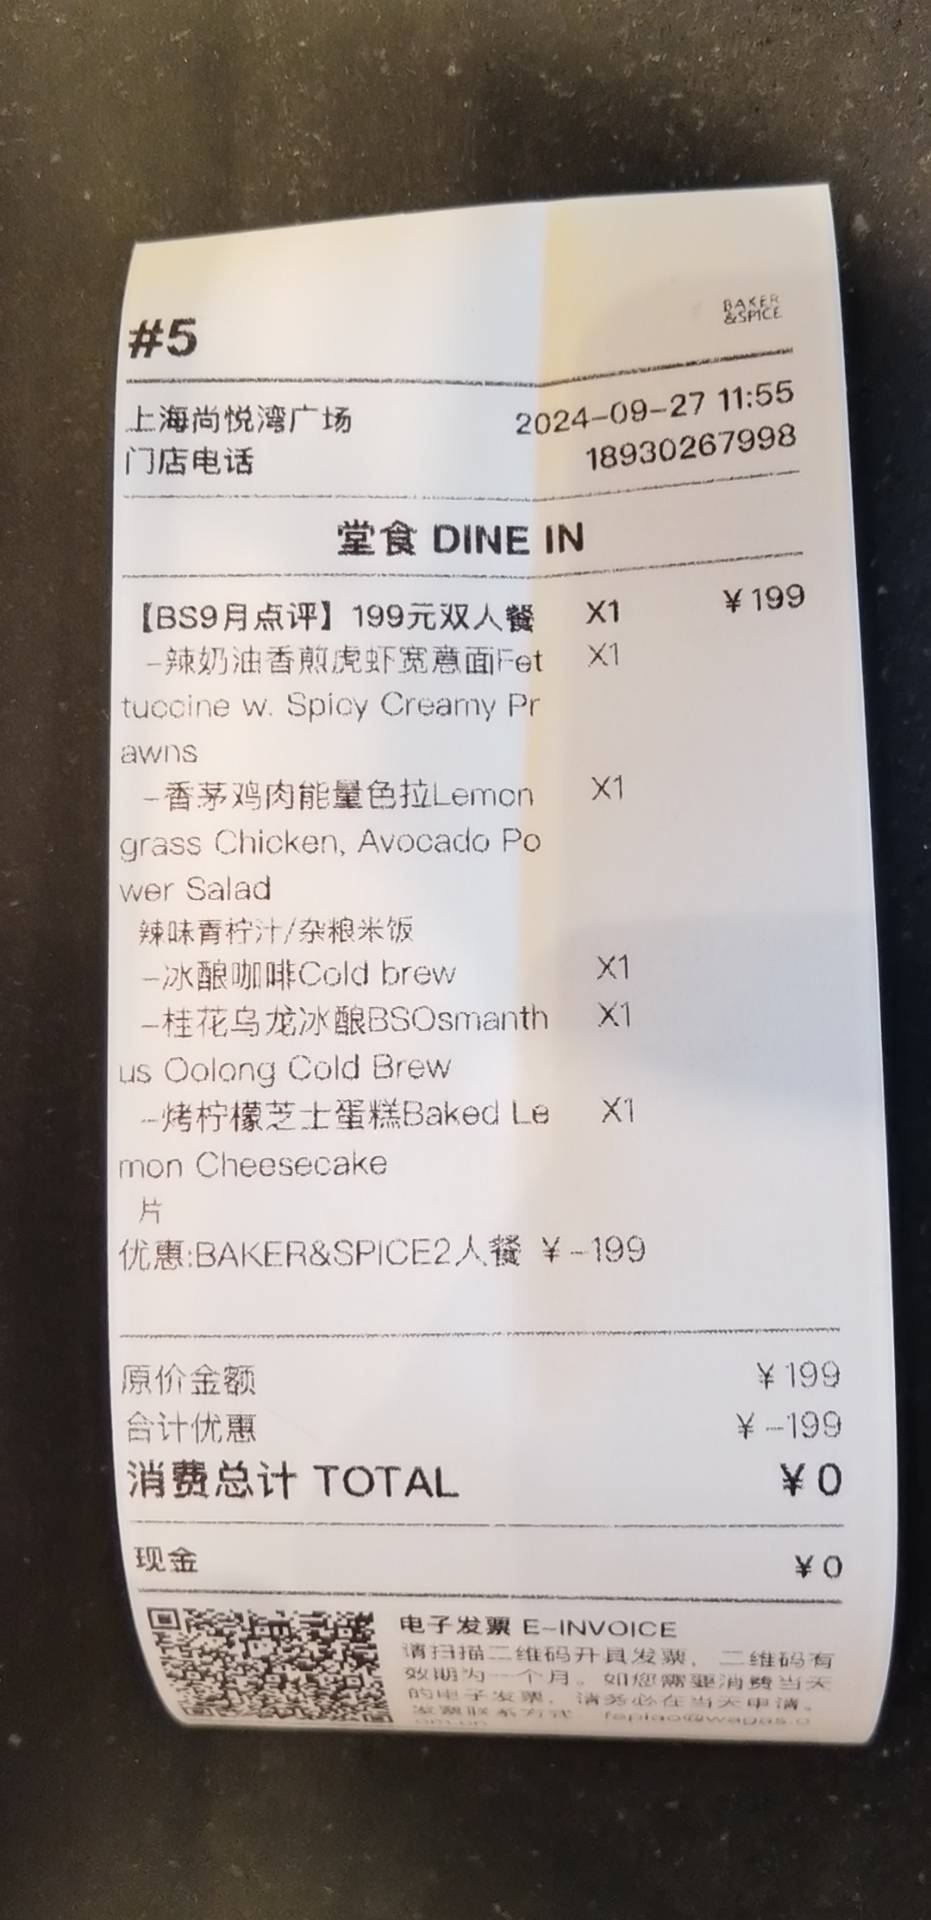 BAKER
&SPICE
#5
上海尚悦湾广场 2024-09-27 11:55
门店电话 18930267998
堂食 DINE IN
【BS9月点评】199元双人餐 X1 ¥199
-辣奶油香煎虎虾宽意面Fet X1
tuccine w. Spicy Creamy Pr
awns
-香茅鸡肉能量色拉Lemon X1
grass Chicken, Avocado Po
wer Salad
辣味青柠汁/杂粮米饭
-冰酿咖啡Cold brew X1
-桂花乌龙冰酿BSOsmanth X1
us Oolong Cold Brew
-烤柠檬芝士蛋糕Baked Le X1
mon Cheesecake
片
优惠:BAKER&SPICE2人餐 ¥-199
原价金额 ¥199
合计优惠 ¥-199
消费总计 TOTAL ¥0
现金 ¥0
电子发票 E-INVOICE
请扫描二维码开具发票，二维码有
效期为一个月。如您需要消费当天
的电子发票，请务必在当天申请。
发票联系方式 fapiao@wapas.c
om.cn